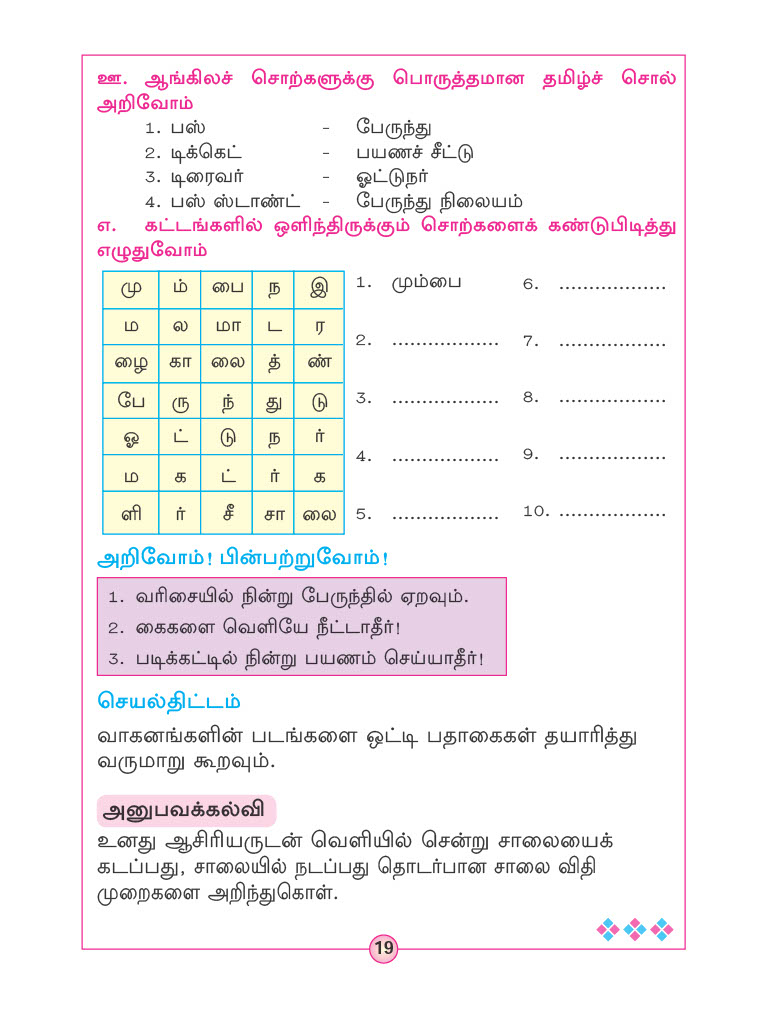 ஊ. ஆங்கிலச் சொற்களுக்கு பொருத்தமான தமிழ்ச் சொல்
அறிவோம்
1. பஸ் - பேருந்து
2. டிக்கெட் - பயணச் சீட்டு
3. டிரைவர் - ஓட்டுநர்
4. பஸ் ஸ்டாண்ட் - பேருந்து நிலையம்
எ. கட்டங்களில் ஒளிந்திருக்கும் சொற்களைக் கண்டுபிடித்து
எழுதுவோம்
மு ம் பை ந இ
ம ல மா ட ர
ழை கா லை த் ண்
பே ரு ந் து டு
ஓ ட் டு ந ர்
ம க ட் ர் க
ளி ர் சீ சா லை
1. மும்பை 6. ..................
2. .................. 7. ..................
3. .................. 8. ..................
4. .................. 9. ..................
5. .................. 10. ..................
அறிவோம்! பின்பற்றுவோம்!
1. வரிசையில் நின்று பேருந்தில் ஏறவும்.
2. கைகளை வெளியே நீட்டாதீர்!
3. படிக்கட்டில் நின்று பயணம் செய்யாதீர்!
செயல்திட்டம்
வாகனங்களின் படங்களை ஒட்டி பதாகைகள் தயாரித்து
வருமாறு கூறவும்.
அனுபவக்கல்வி
உனது ஆசிரியருடன் வெளியில் சென்று சாலையைக்
கடப்பது, சாலையில் நடப்பது தொடர்பான சாலை விதி
முறைகளை அறிந்துகொள்.
19